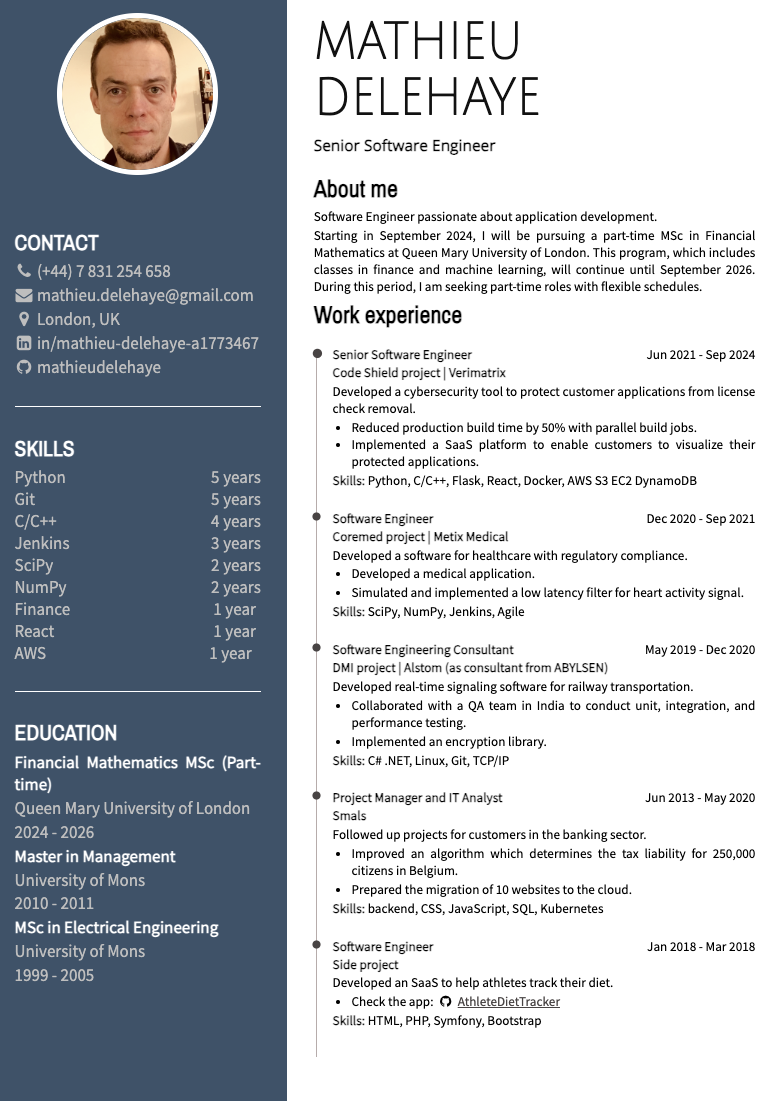 MATHIEU
DELEHAYE
Senior Software Engineer
CONTACT
(+44) 7 831 254 658
mathieu.delehaye@gmail.com
London, UK
in/mathieu-delehaye-a1773467
mathieudelehaye
SKILLS
Python 5 years
Git 5 years
C/C++ 4 years
Jenkins 3 years
SciPy 2 years
NumPy 2 years
Finance 1 year
React 1 year
AWS 1 year
EDUCATION
Financial Mathematics MSc (Part-
time)
Queen Mary University of London
2024 - 2026
Master in Management
University of Mons
2010 - 2011
MSc in Electrical Engineering
University of Mons
1999 - 2005
About me
Software Engineer passionate about application development.
Starting in September 2024, I will be pursuing a part-time MSc in Financial
Mathematics at Queen Mary University of London. This program, which includes
classes in finance and machine learning, will continue until September 2026.
During this period, I am seeking part-time roles with flexible schedules.
Work experience
Senior Software Engineer Jun 2021 - Sep 2024
Code Shield project | Verimatrix
Developed a cybersecurity tool to protect customer applications from license
check removal.
• Reduced production build time by 50% with parallel build jobs.
• Implemented a SaaS platform to enable customers to visualize their
protected applications.
Skills: Python, C/C++, Flask, React, Docker, AWS S3 EC2 DynamoDB
Software Engineer Dec 2020 - Sep 2021
Coremed project | Metix Medical
Developed a software for healthcare with regulatory compliance.
• Developed a medical application.
• Simulated and implemented a low latency filter for heart activity signal.
Skills: SciPy, NumPy, Jenkins, Agile
Software Engineering Consultant May 2019 - Dec 2020
DMI project | Alstom (as consultant from ABYLSEN)
Developed real-time signaling software for railway transportation.
• Collaborated with a QA team in India to conduct unit, integration, and
performance testing.
• Implemented an encryption library.
Skills: C# .NET, Linux, Git, TCP/IP
Project Manager and IT Analyst Jun 2013 - May 2020
Smals
Followed up projects for customers in the banking sector.
• Improved an algorithm which determines the tax liability for 250,000
citizens in Belgium.
• Prepared the migration of 10 websites to the cloud.
Skills: backend, CSS, JavaScript, SQL, Kubernetes
Software Engineer Jan 2018 - Mar 2018
Side project
Developed an SaaS to help athletes track their diet.
• Check the app: AthleteDietTracker
Skills: HTML, PHP, Symfony, Bootstrap